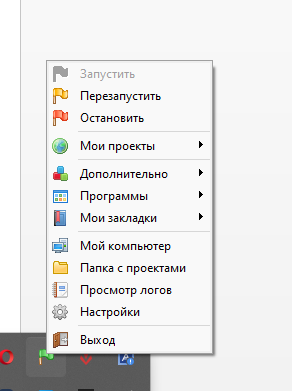 Запустить
Перезапустить
Остановить
Мои проекты
Дополнительно
Программы
Мои закладки
Мой компьютер
Папка с проектами
Просмотр логов
Настройки
Выход